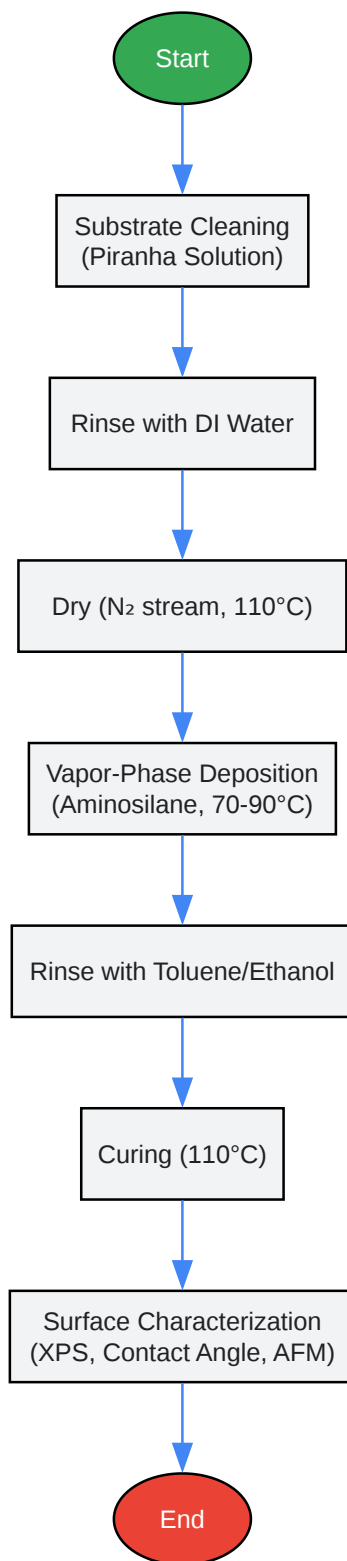 Start
Substrate Cleaning
(Piranha Solution)
Rinse with DI Water
Dry (N₂ stream, 110°C)
Vapor-Phase Deposition
(Aminosilane, 70-90°C)
Rinse with Toluene/Ethanol
Curing (110°C)
Surface Characterization
(XPS, Contact Angle, AFM)
End